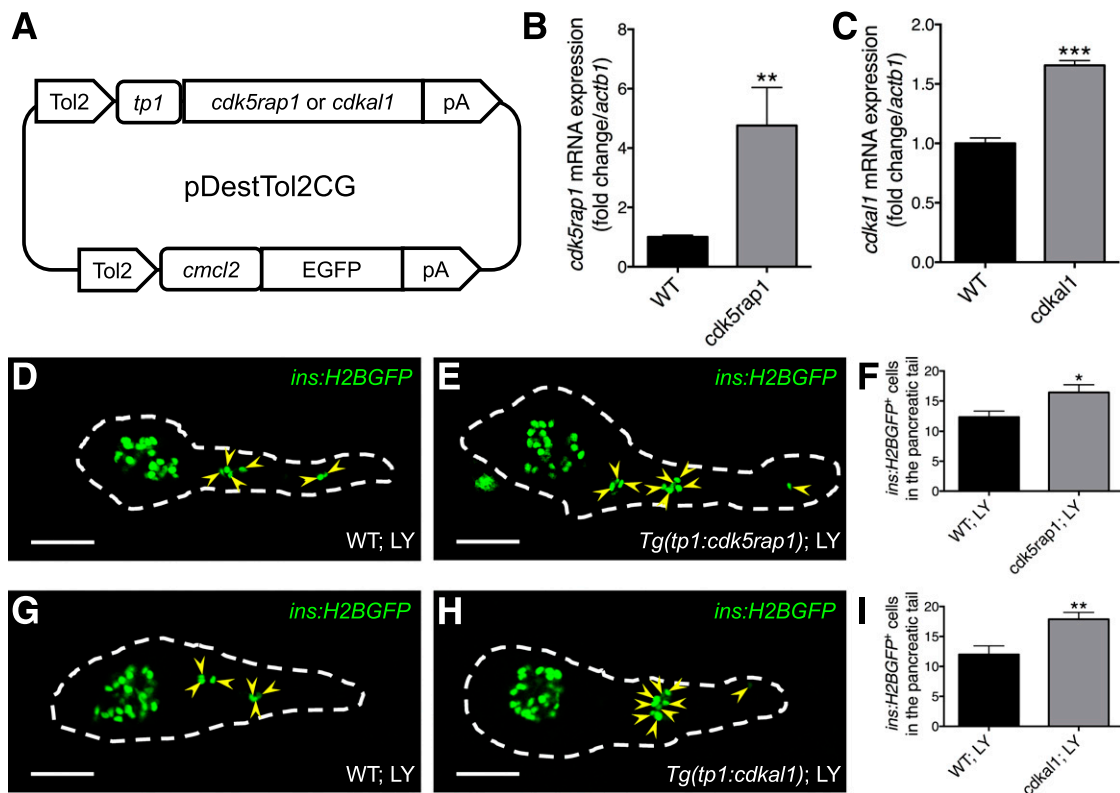 A
Tol2
tp1
cdk5rap1 or cdkal1
pA
pDestTol2CG
Tol2
cmcl2
EGFP
pA
B
cdk5rap1 mRNA expression
(fold change/actb1)
8
6
4
2
0
**
WT
cdk5rap1
C
cdkal1 mRNA expression
(fold change/actb1)
2.0
1.5
1.0
0.5
0.0
***
WT
cdkal1
D
ins:H2BGFP
WT; LY
E
ins:H2BGFP
Tg(tp1:cdk5rap1); LY
F
ins:H2BGFP+ cells
in the pancreatic tail
20
15
10
5
0
*
WT; LY
cdk5rap1; LY
G
ins:H2BGFP
WT; LY
H
ins:H2BGFP
Tg(tp1:cdkal1); LY
I
ins:H2BGFP+ cells
in the pancreatic tail
20
15
10
5
0
**
WT; LY
cdkal1; LY